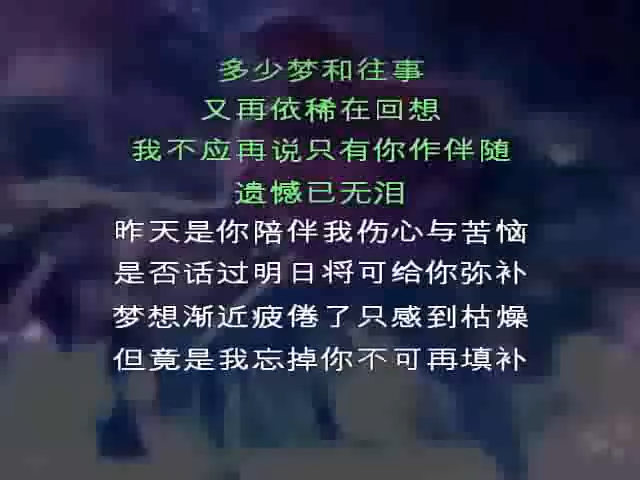 多少梦和往事
又再依稀在回想
我不应再说只有你作伴随
遗憾已无泪
昨天是你陪伴我伤心与苦恼
是否话过明日将可给你弥补
梦想渐近疲倦了只感到枯燥
但竟是我忘掉你不可再填补